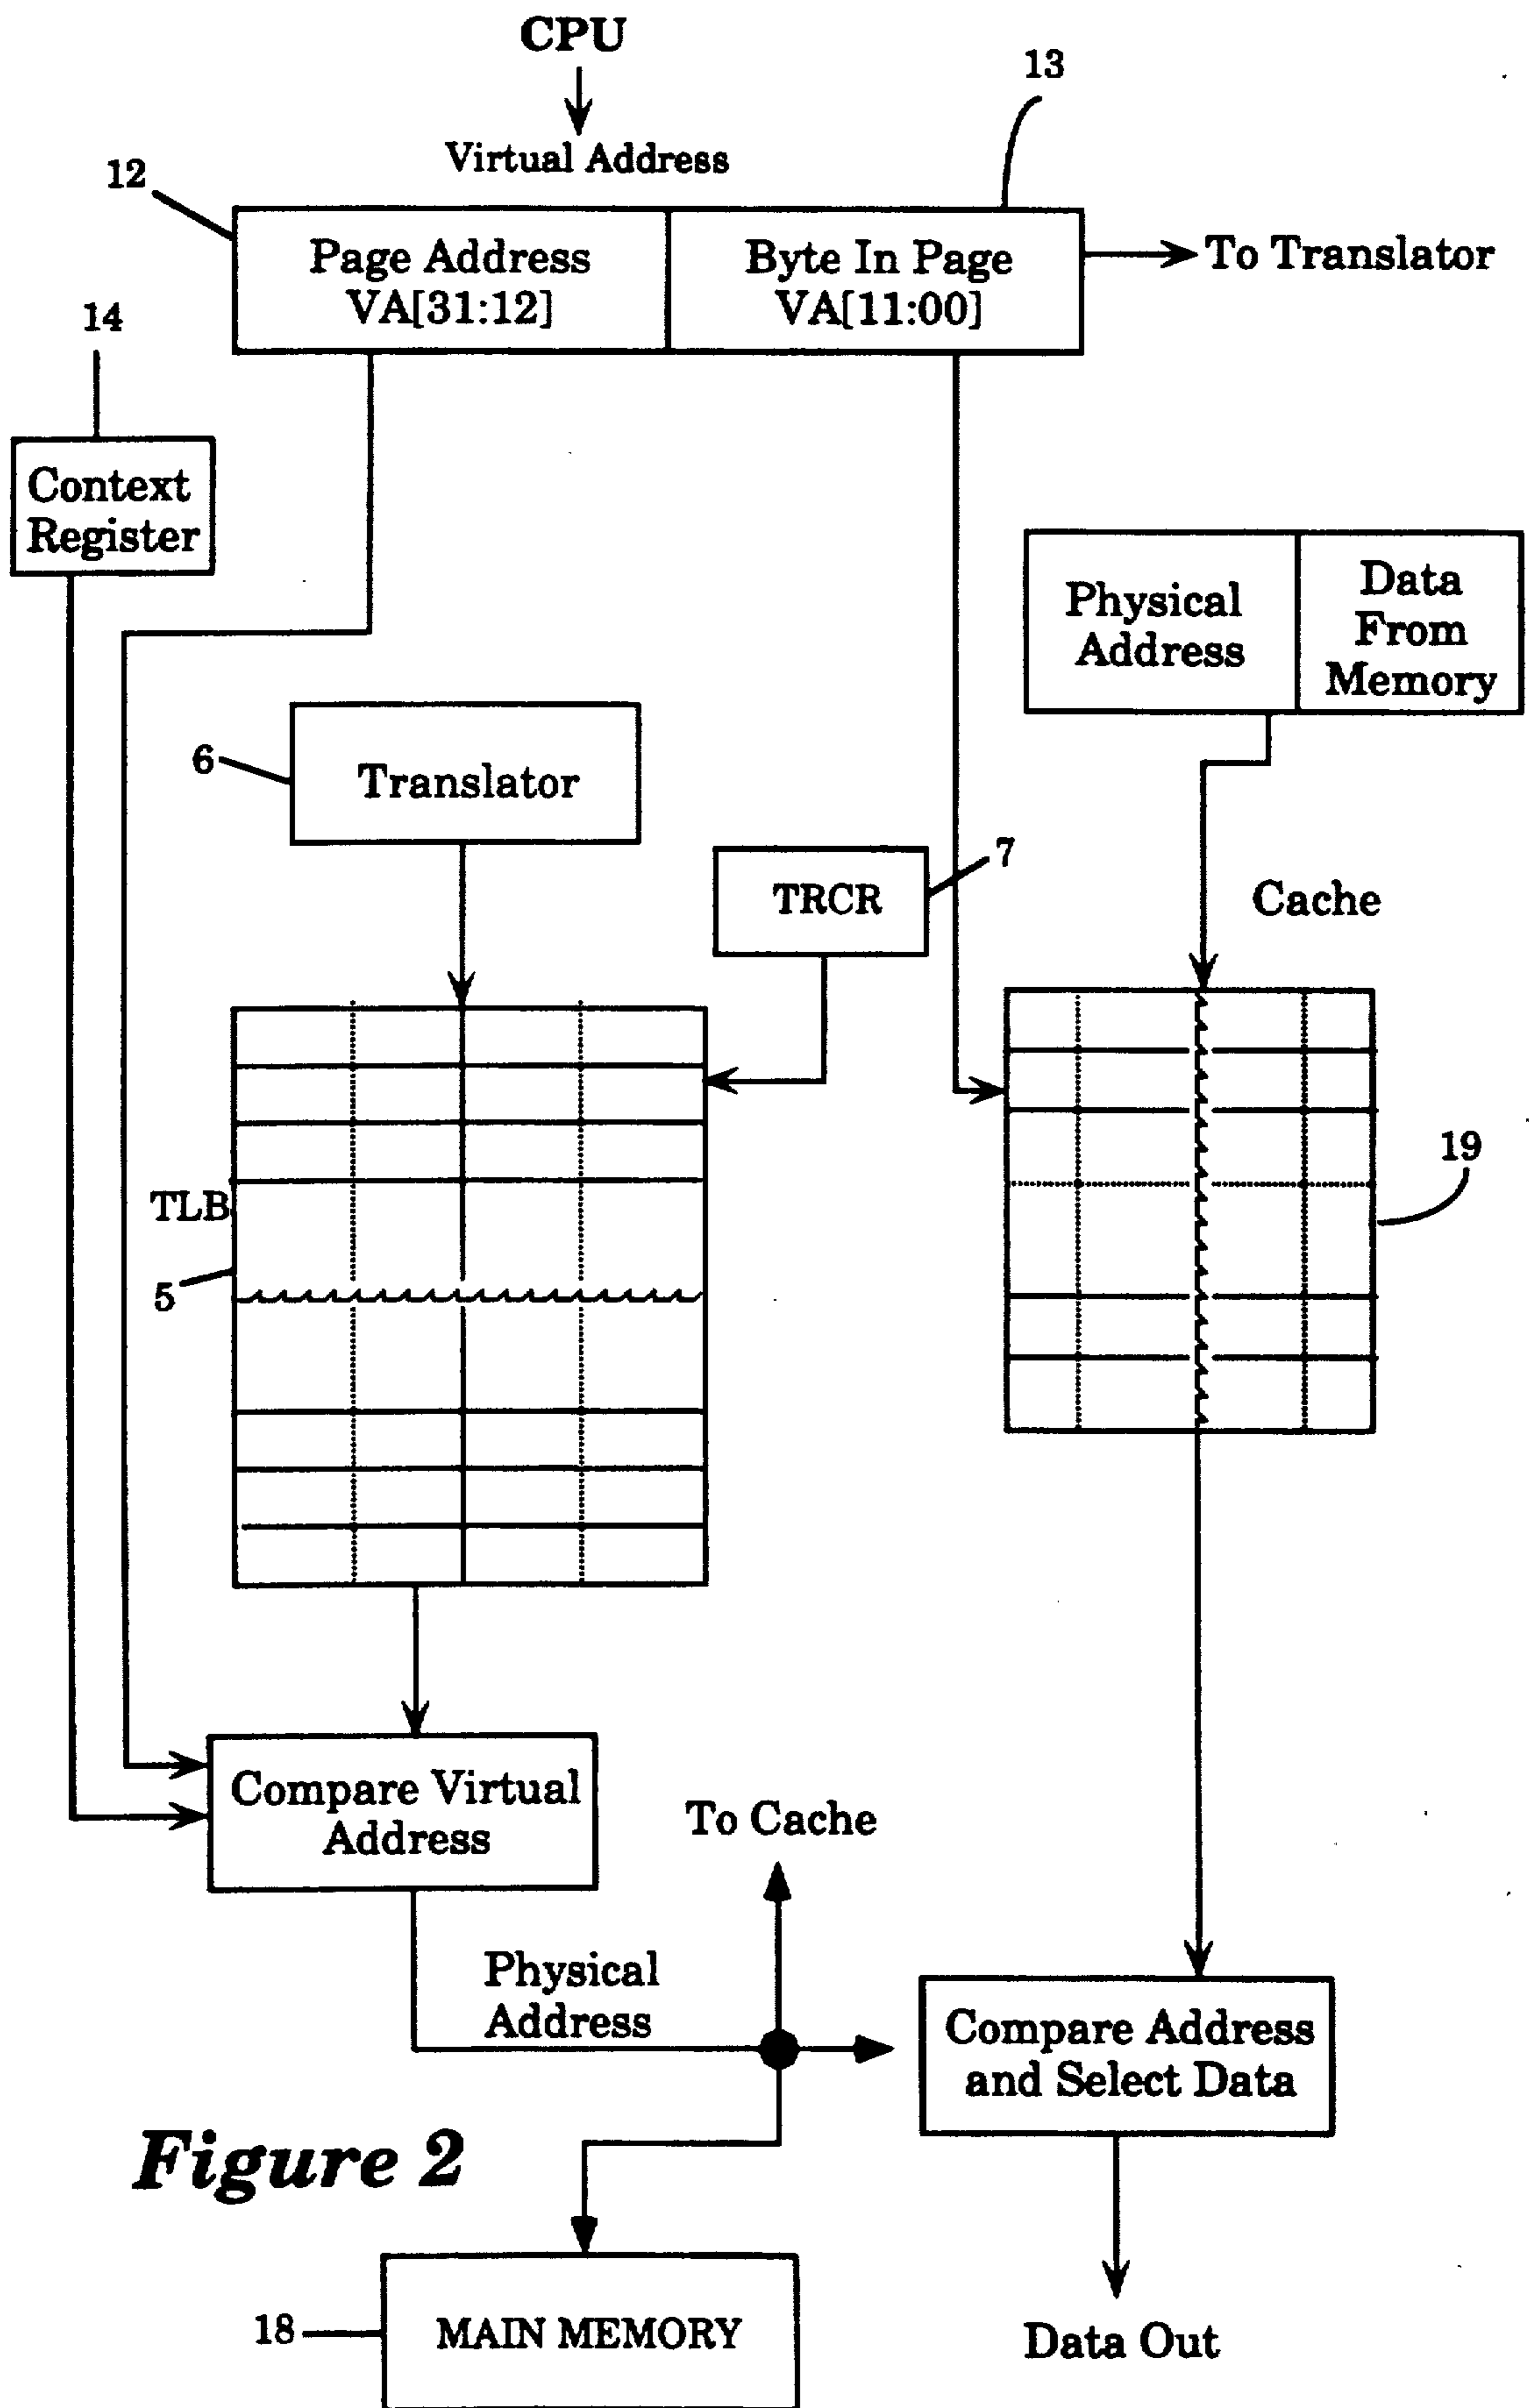 CPU
13
Virtual Address
12
Page Address
VA[31:12]
Byte In Page
VA[11:00]
To Translator
14
Context
Register
Physical
Address
Data
From
Memory
6
Translator
7
TRCR
Cache
19
TLB
5
Compare Virtual
Address
To Cache
Physical
Address
Compare Address
and Select Data
Figure 2
18
MAIN MEMORY
Data Out